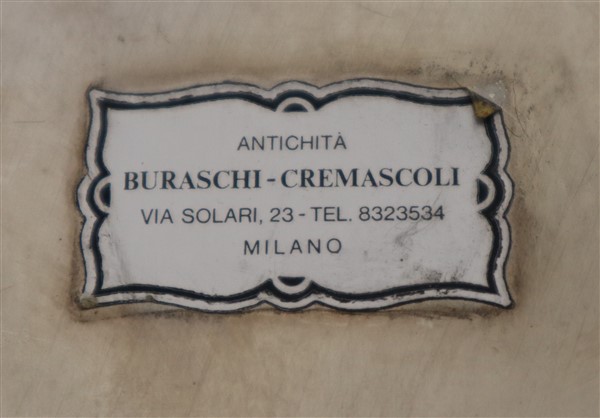 ANTICHITÀ
BURASCHI-CREMASCOLI
VIA SOLARI, 23 - TEL. 8323534
MILANO